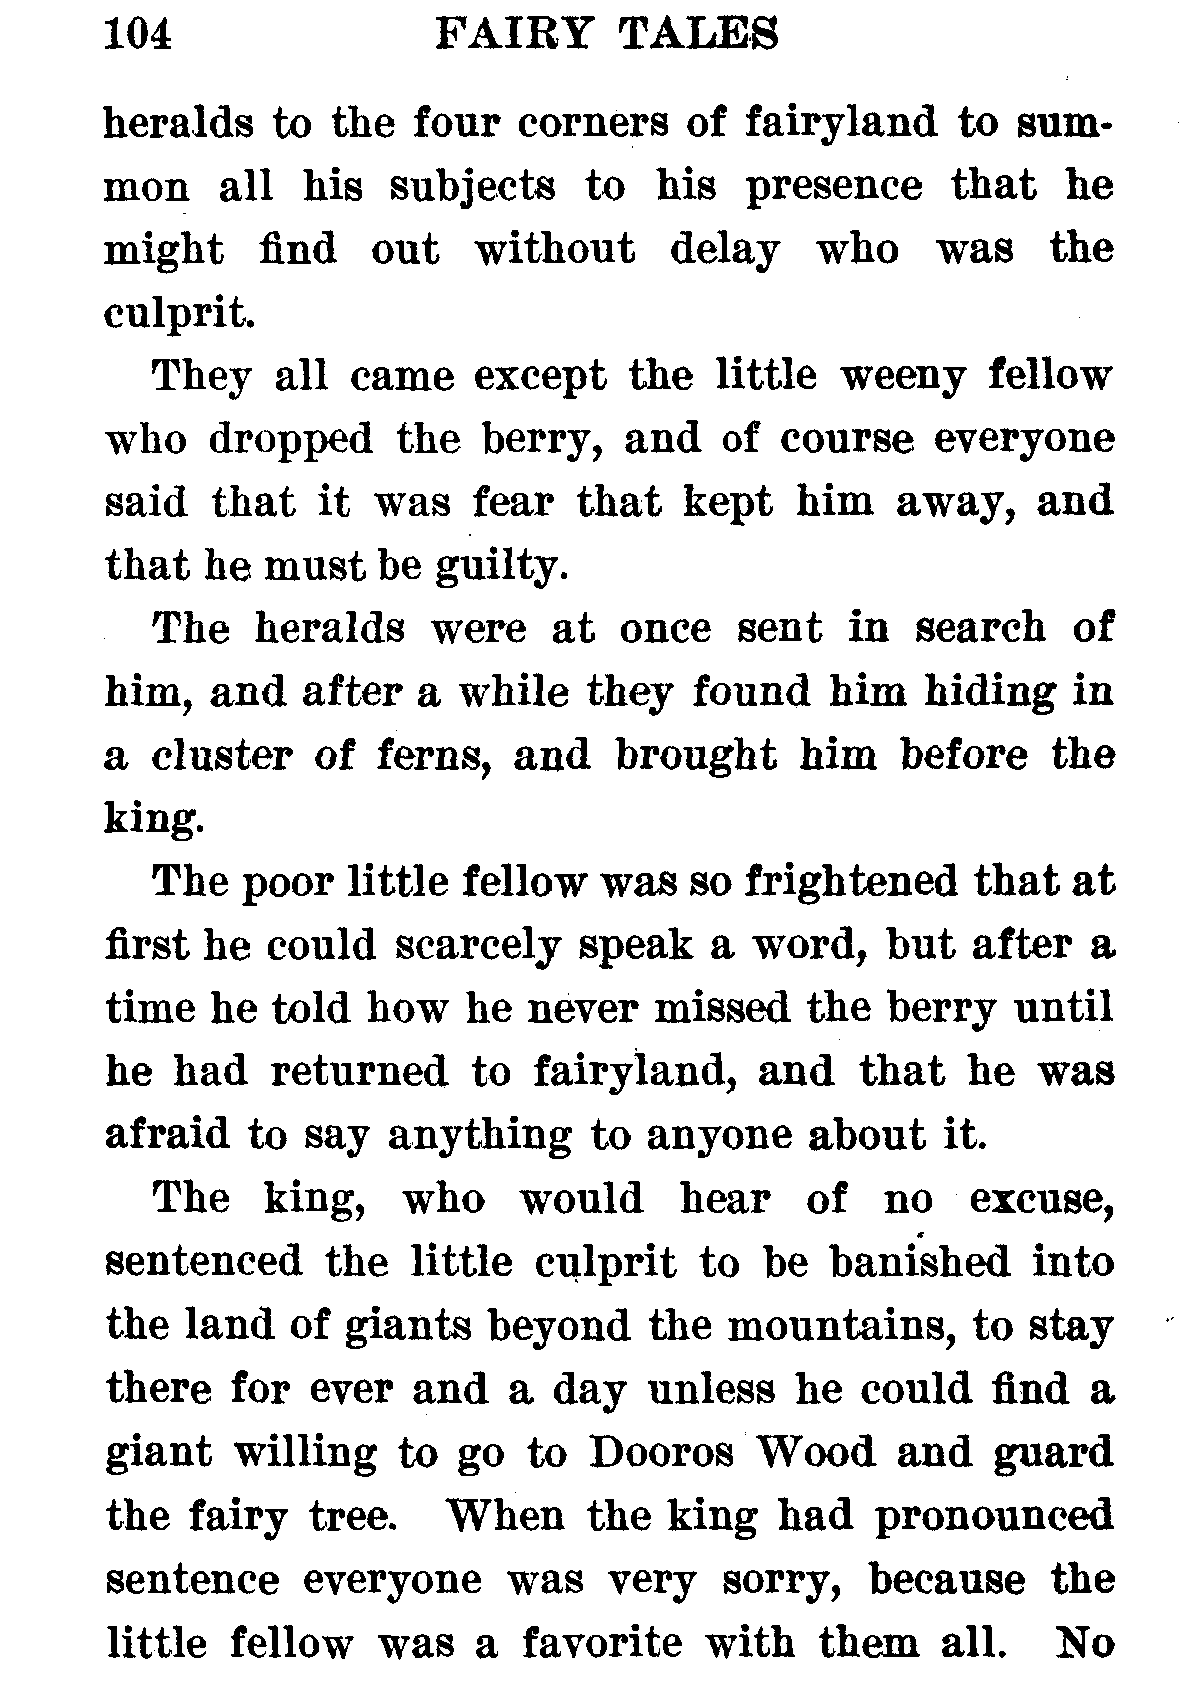 104 FAIRY TALES
heralds to the four corners of fairyland to sum-
mon all his subjects to his presence that he
might find out without delay who was the
culprit.
They all came except the little weeny fellow
who dropped the berry, and of course everyone
said that it was fear that kept him away, and
that he must be guilty.
The heralds were at once sent in search of
him, and after a while they found him hiding in
a cluster of ferns, and brought him before the
king.
The poor little fellow was so frightened that at
first he could scarcely speak a word, but after a
time he told how he never missed the berry until
he had returned to fairyland, and that he was
afraid to say anything to anyone about it.
The king, who would hear of no excuse,
sentenced the little culprit to be banished into
the land of giants beyond the mountains, to stay
there for ever and a day unless he could find a
giant willing to go to Dooros Wood and guard
the fairy tree. When the king had pronounced
sentence everyone was very sorry, because the
little fellow was a favorite with them all. No